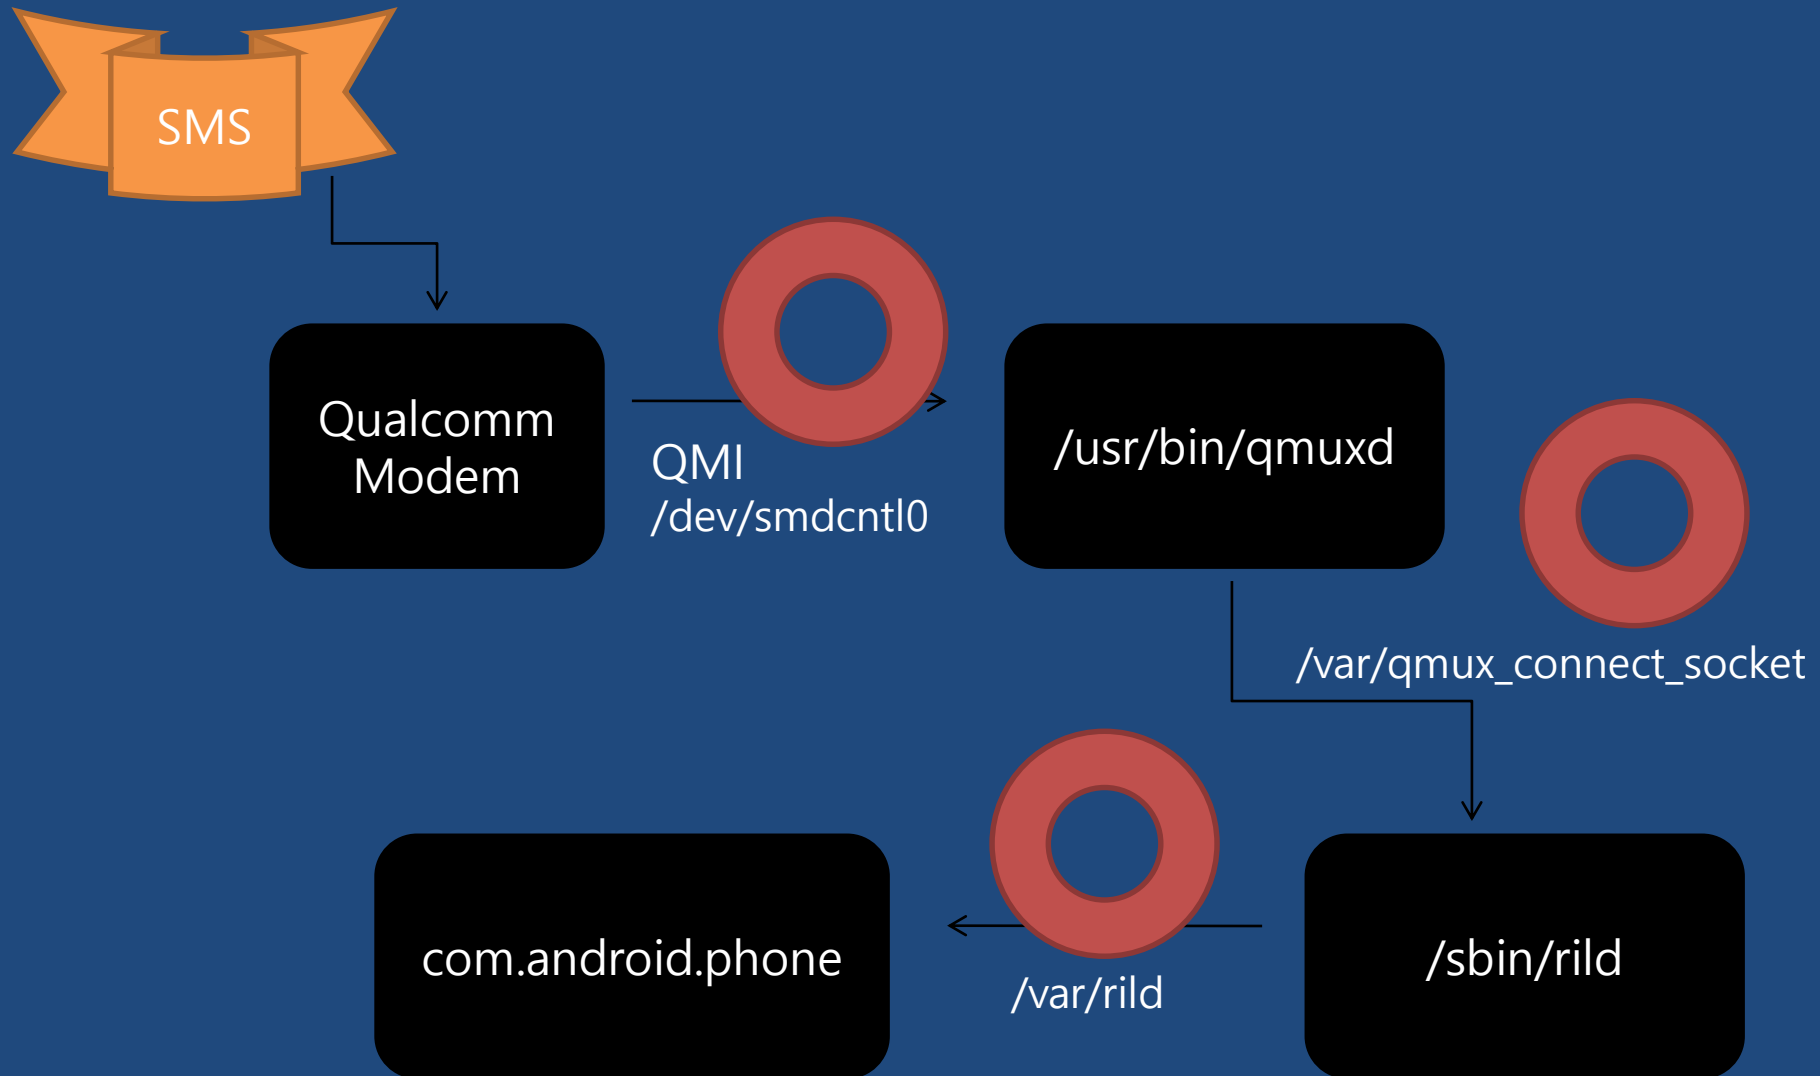 SMS
Qualcomm
Modem
QMI
/dev/smdcntl0
/usr/bin/qmuxd
/var/qmux_connect_socket
com.android.phone
/var/rild
/sbin/rild